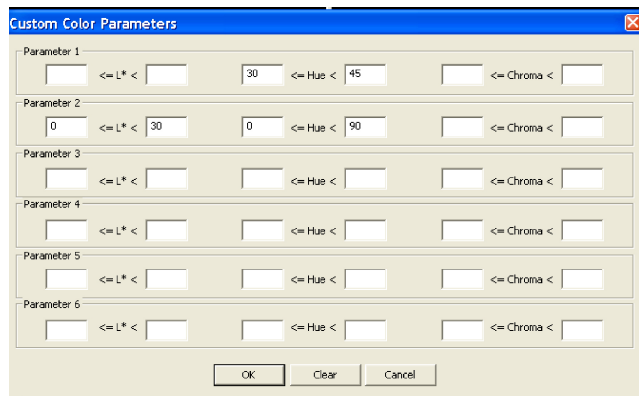 Custom Color Parameters
Parameter 1
<= L* < 30 <= Hue < 45 <= Chroma <
Parameter 2
0 <= L* < 30 0 <= Hue < 90 <= Chroma <
Parameter 3
<= L* < <= Hue < <= Chroma <
Parameter 4
<= L* < <= Hue < <= Chroma <
Parameter 5
<= L* < <= Hue < <= Chroma <
Parameter 6
<= L* < <= Hue < <= Chroma <
OK Clear Cancel